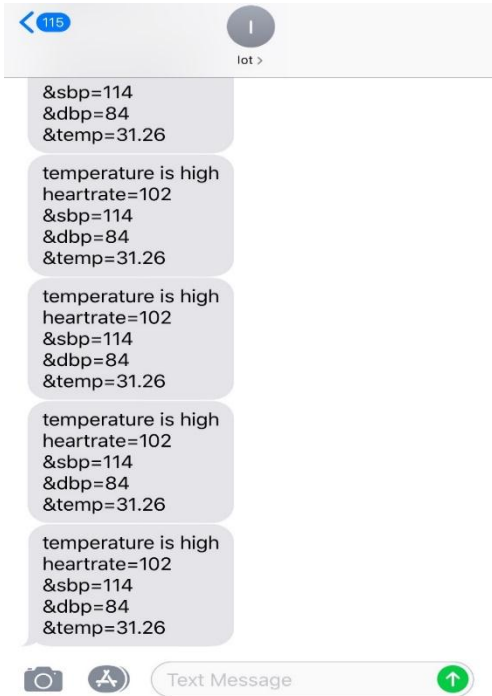 115
I
lot >
&sbp=114
&dbp=84
&temp=31.26
temperature is high
heartrate=102
&sbp=114
&dbp=84
&temp=31.26
temperature is high
heartrate=102
&sbp=114
&dbp=84
&temp=31.26
temperature is high
heartrate=102
&sbp=114
&dbp=84
&temp=31.26
temperature is high
heartrate=102
&sbp=114
&dbp=84
&temp=31.26
Text Message